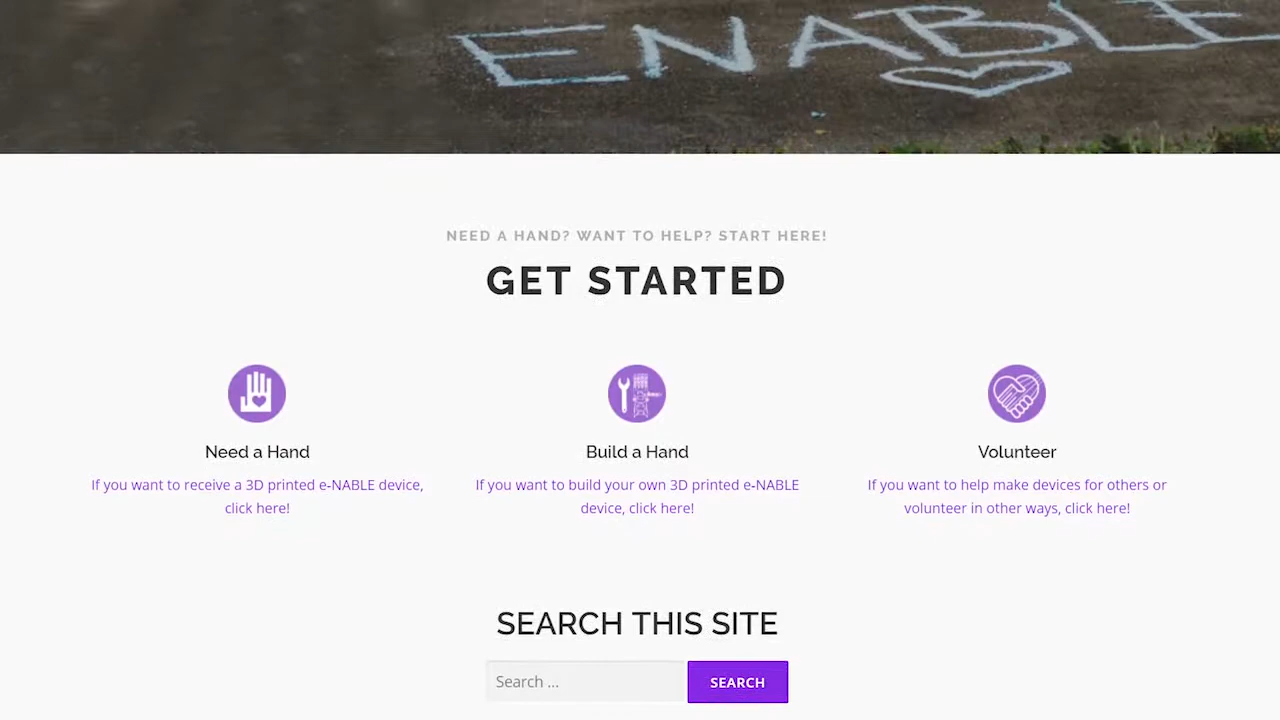 ENABLE
NEED A HAND? WANT TO HELP? START HERE!
GET STARTED
Need a Hand
If you want to receive a 3D printed e-NABLE device,
click here!
Build a Hand
If you want to build your own 3D printed e-NABLE
device, click here!
Volunteer
If you want to help make devices for others or
volunteer in other ways, click here!
SEARCH THIS SITE
Search ...
SEARCH